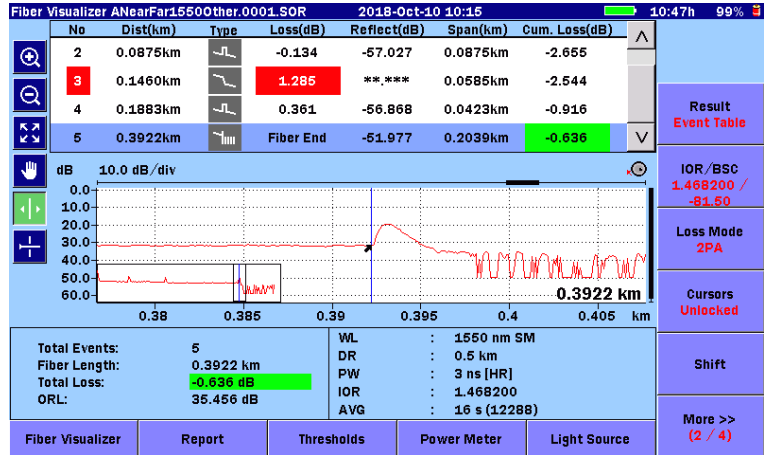 Fiber Visualizer ANearFar1550Other.0001.SOR 2018-Oct-10 10:15 10:47h 99%
No Dist(km) Type Loss(dB) Reflect(dB) Span(km) Cum. Loss(dB)
2 0.0875km -0.134 -57.027 0.0875km -2.655
3 0.1460km 1.285 **.*** 0.0585km -2.544
4 0.1883km 0.361 -56.868 0.0423km -0.916
5 0.3922km Fiber End -51.977 0.2039km -0.636
dB 10.0 dB/div
0.0
10.0
20.0
30.0
40.0
50.0
60.0
0.3922 km
0.38 0.385 0.39 0.395 0.4 0.405 km
Total Events: 5
Fiber Length: 0.3922 km
Total Loss: -0.636 dB
ORL: 35.456 dB
WL : 1550 nm SM
DR : 0.5 km
PW : 3 ns [HR]
IOR : 1.468200
AVG : 16 s (12288)
Result
Event Table
IOR/BSC
1.468200 /
-81.50
Loss Mode
2PA
Cursors
Unlocked
Shift
More >>
(2 / 4)
Fiber Visualizer Report Thresholds Power Meter Light Source